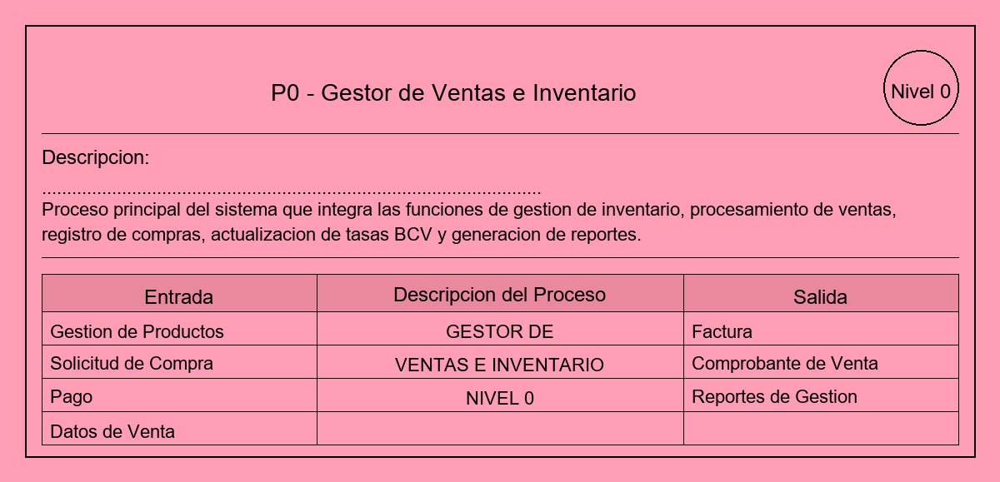 P0 - Gestor de Ventas e Inventario
Nivel 0
Descripcion:
....................................................................................................
Proceso principal del sistema que integra las funciones de gestion de inventario, procesamiento de ventas,
registro de compras, actualizacion de tasas BCV y generacion de reportes.
Entrada Descripcion del Proceso Salida
Gestion de Productos GESTOR DE Factura
Solicitud de Compra VENTAS E INVENTARIO Comprobante de Venta
Pago NIVEL 0 Reportes de Gestion
Datos de Venta